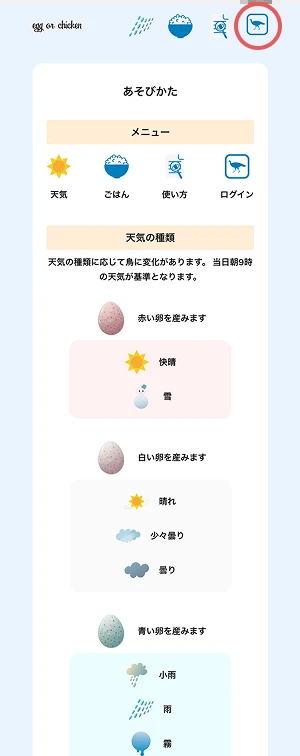 egg or chicken
あそびかた
メニュー
天気
ごはん
使い方
ログイン
天気の種類
天気の種類に応じて鳥に変化があります。 当日朝9時
の天気が基準となります。
赤い卵を産みます
快晴
雪
白い卵を産みます
晴れ
少々曇り
曇り
青い卵を産みます
小雨
雨
霧